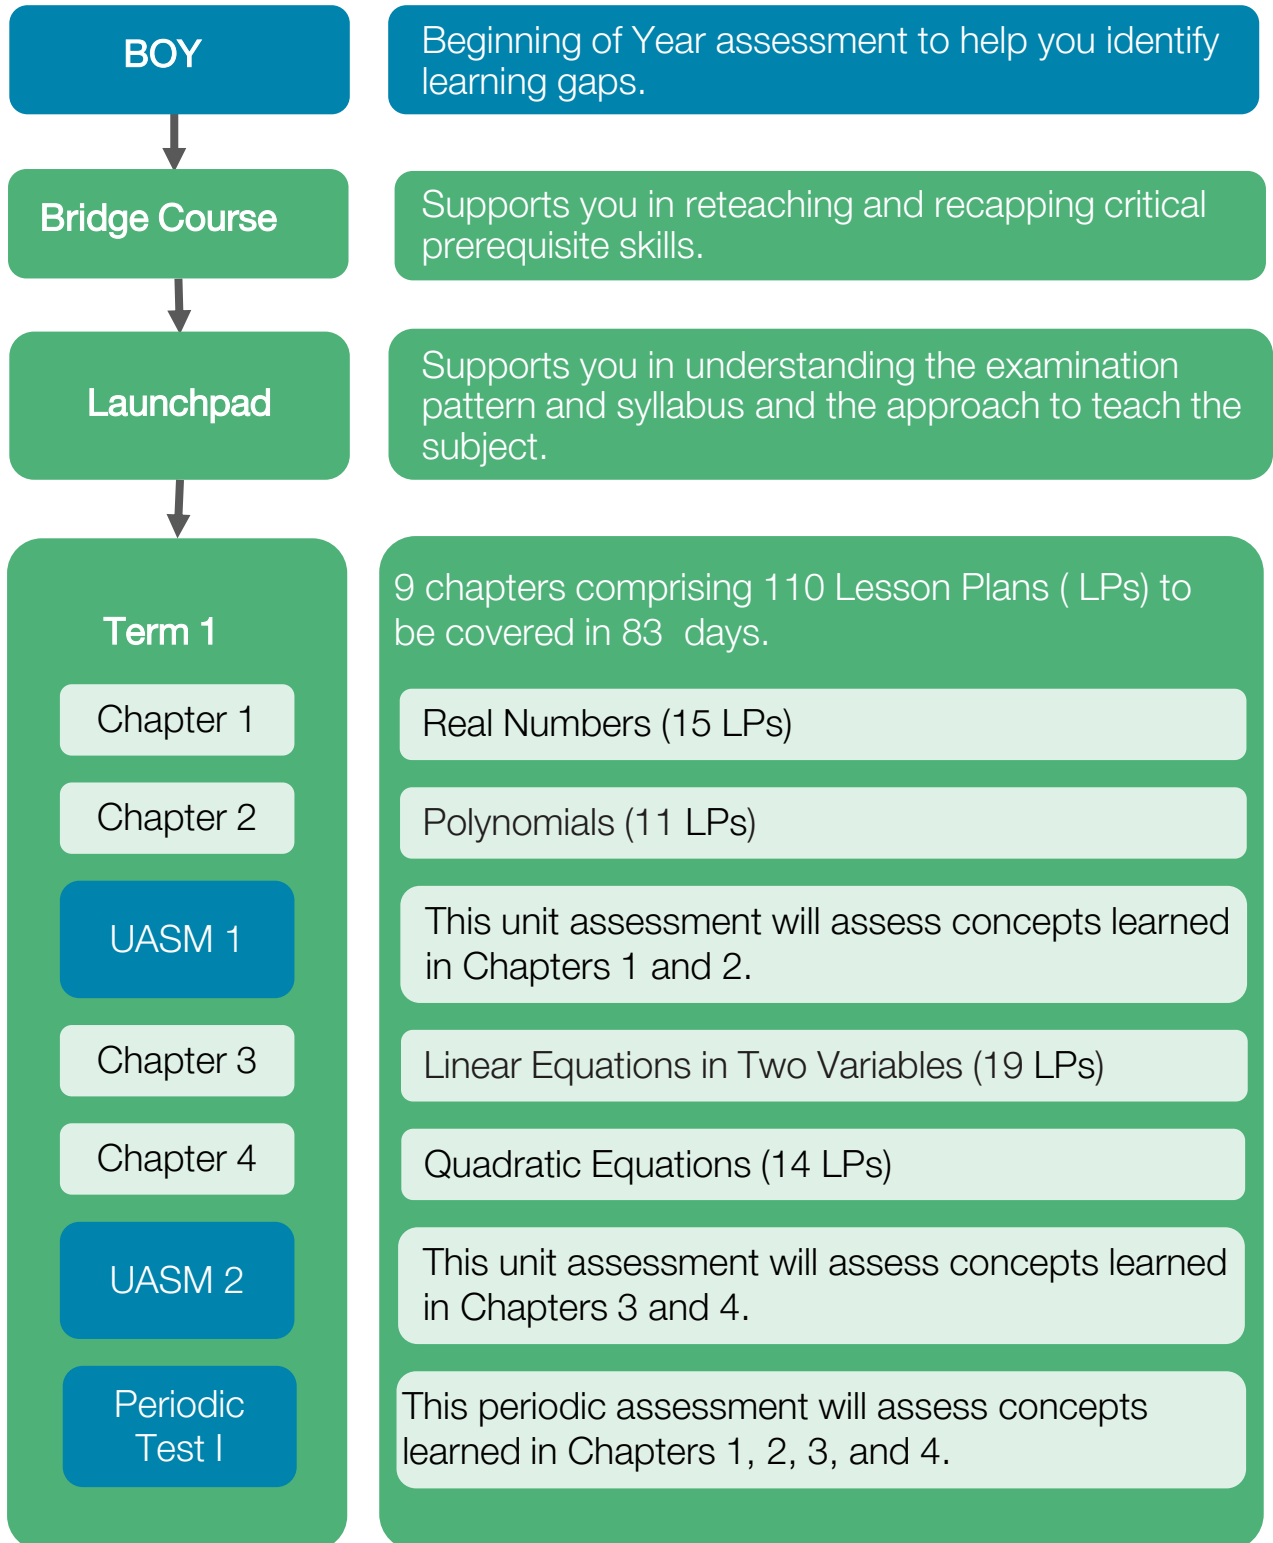 BOY
Beginning of Year assessment to help you identify
learning gaps.
Bridge Course
Supports you in reteaching and recapping critical
prerequisite skills.
Launchpad
Supports you in understanding the examination
pattern and syllabus and the approach to teach the
subject.
Term 1
9 chapters comprising 110 Lesson Plans ( LPs) to
be covered in 83  days.
Chapter 1
Real Numbers (15 LPs)
Chapter 2
Polynomials (11 LPs)
UASM 1
This unit assessment will assess concepts learned
in Chapters 1 and 2.
Chapter 3
Linear Equations in Two Variables (19 LPs)
Chapter 4
Quadratic Equations (14 LPs)
UASM 2
This unit assessment will assess concepts learned
in Chapters 3 and 4.
Periodic
Test I
This periodic assessment will assess concepts
learned in Chapters 1, 2, 3, and 4.